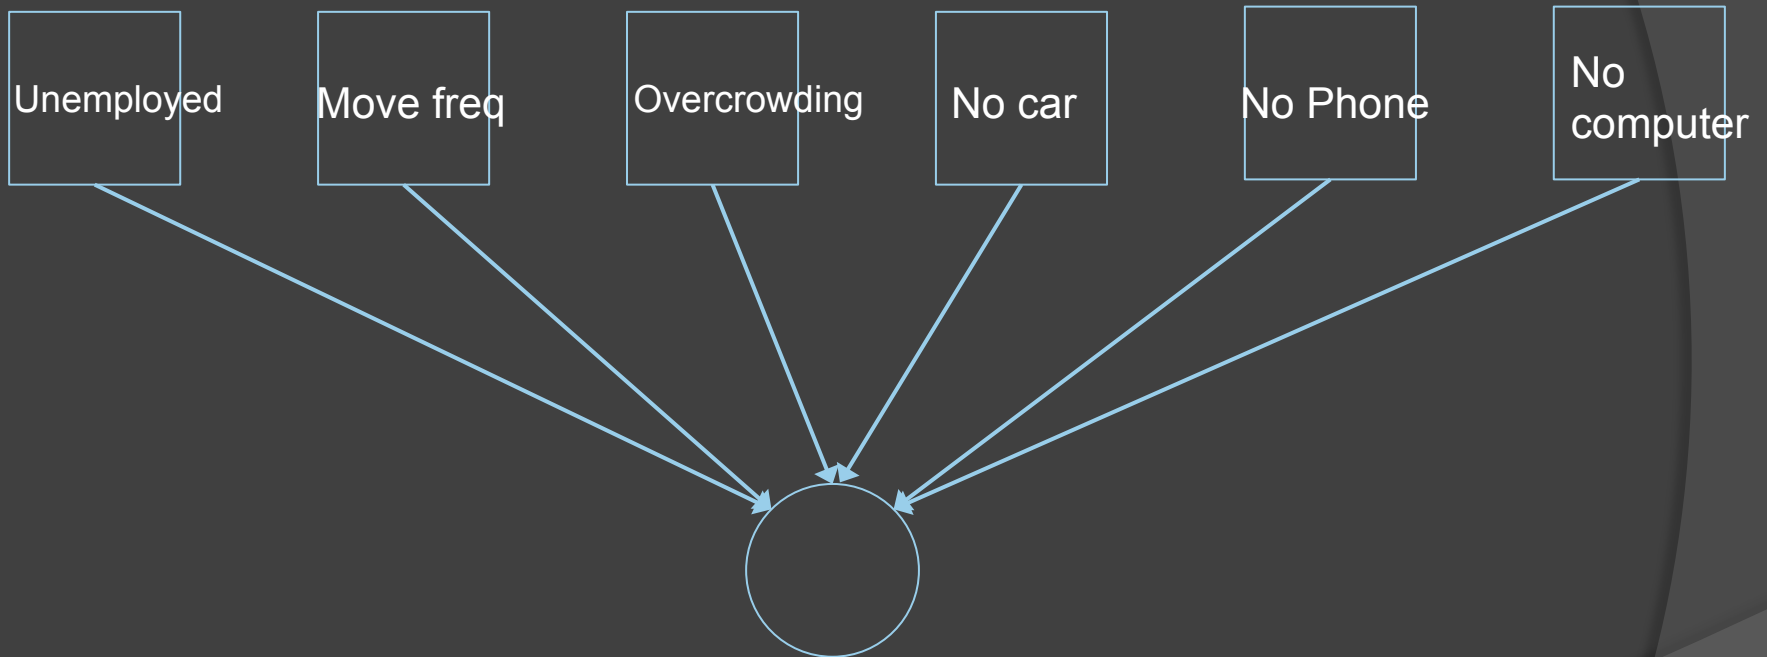 Unemployed
Move freq
Overcrowding
No car
No Phone
No
computer